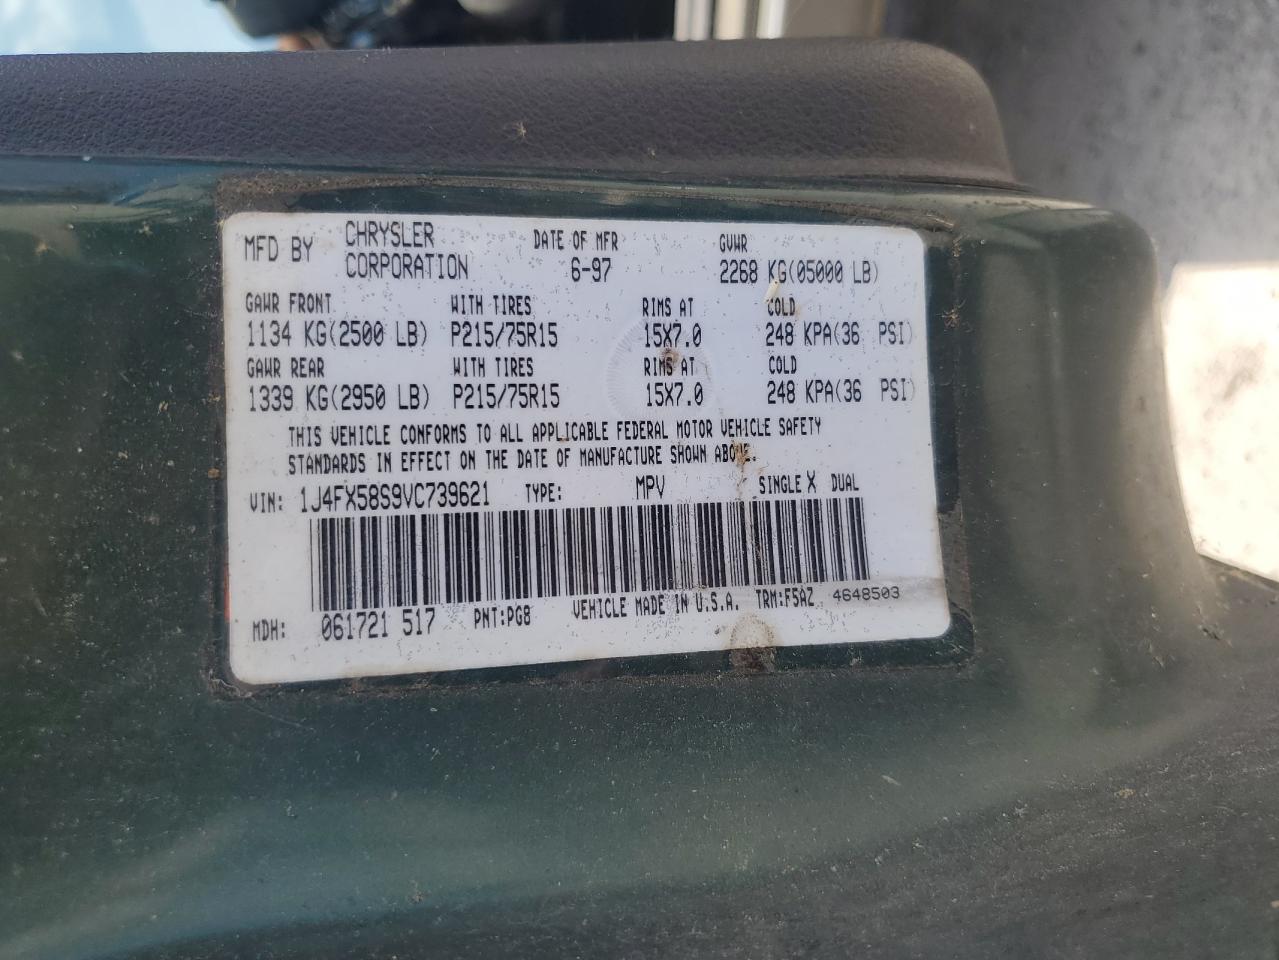 MFD BY CHRYSLER CORPORATION DATE OF MFR 6-97 GVWR 2268 KG(05000 LB)
GAWR FRONT WITH TIRES RIMS AT COLD
1134 KG(2500 LB) P215/75R15 15X7.0 248 KPA(36 PSI)
GAWR REAR WITH TIRES RIMS AT COLD
1339 KG(2950 LB) P215/75R15 15X7.0 248 KPA(36 PSI)
THIS VEHICLE CONFORMS TO ALL APPLICABLE FEDERAL MOTOR VEHICLE SAFETY
STANDARDS IN EFFECT ON THE DATE OF MANUFACTURE SHOWN ABOVE.
VIN: 1J4FX58S9VC739621 TYPE: MPV SINGLE X DUAL
MDH: 061721 517 PNT:PG8 VEHICLE MADE IN U.S.A. TRM:F5AZ 4648503